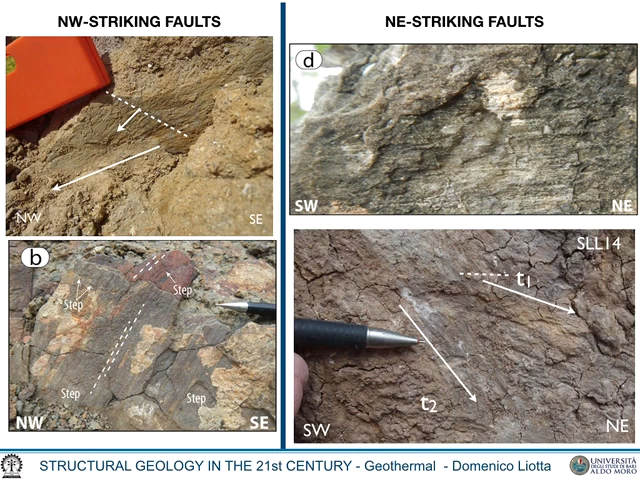 NW-STRIKING FAULTS
NE-STRIKING FAULTS
NW
SE
b
Step
Step
Step
Step
NW
SE
d
SW
NE
SLL14
t1
t2
SW
NE
STRUCTURAL GEOLOGY IN THE 21st CENTURY - Geothermal - Domenico Liotta
UNIVERSITÀ
DEGLI STUDI DI BARI
ALDO MORO